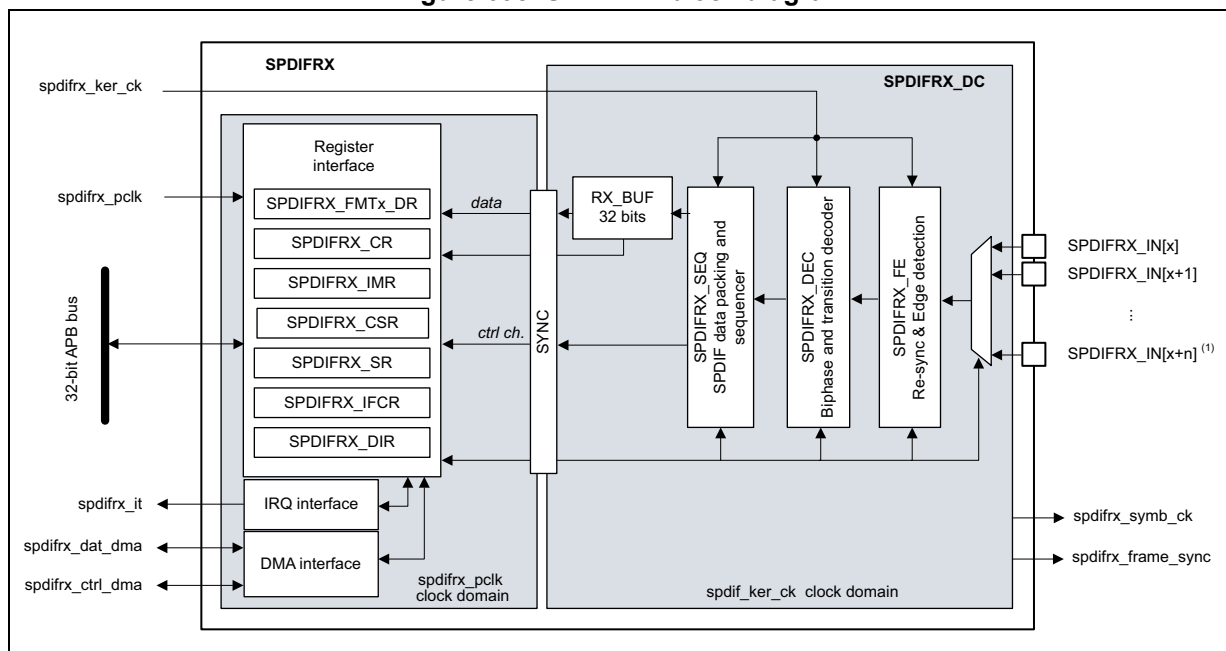 SPDIFRX
SPDIFRX_DC
spdifrx_ker_ck
Register
interface
spdifrx_pclk
SPDIFRX_FMTx_DR
SPDIFRX_CR
SPDIFRX_IMR
SPDIFRX_CSR
SPDIFRX_SR
SPDIFRX_IFCR
SPDIFRX_DIR
data
ctrl ch.
SYNC
RX_BUF
32 bits
SPDIFRX_SEQ
SPDIF data packing and
sequencer
SPDIFRX_DEC
Biphase and transition decoder
SPDIFRX_FE
Re-sync & Edge detection
SPDIFRX_IN[x]
SPDIFRX_IN[x+1]
...
SPDIFRX_IN[x+n] (1)
32-bit APB bus
spdifrx_it
IRQ interface
spdifrx_dat_dma
DMA interface
spdifrx_ctrl_dma
spdifrx_pclk
clock domain
spdif_ker_ck clock domain
spdifrx_symb_ck
spdifrx_frame_sync